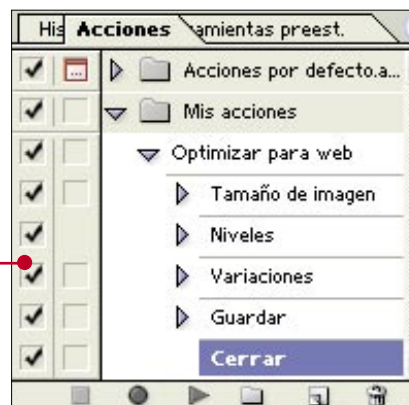 His Acciones amientas preest.
Acciones por defecto.a...
Mis acciones
Optimizar para web
Tamaño de imagen
Niveles
Variaciones
Guardar
Cerrar